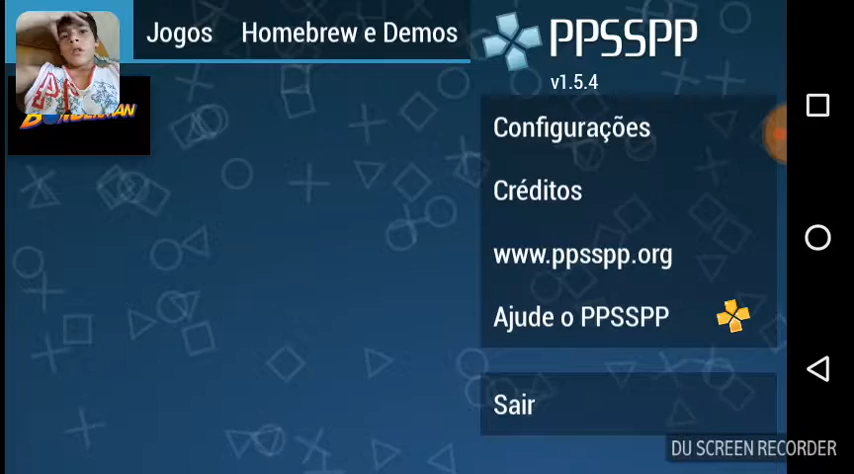 Jogos Homebrew e Demos
PPSSPP
v1.5.4
Configurações
Créditos
www.ppsspp.org
Ajude o PPSSPP
Sair
DU SCREEN RECORDER